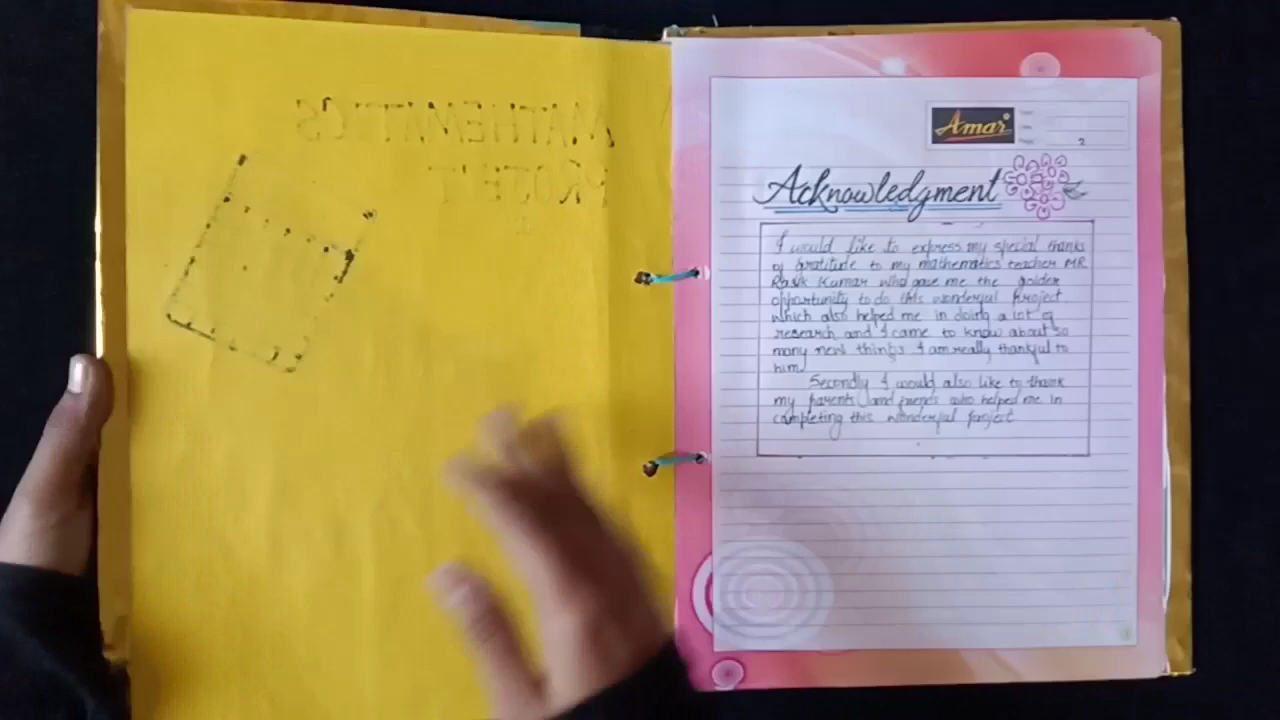 MATHEMATICS
PROJECT
Amar
2
Acknowledgment
I would like to express my special thanks
of gratitude to my mathematics teacher MR
Kumar who gave me the golden
opportunity to do this wonderful project
which also helped me in doing a lot of
research and I came to know about so
many new things I am really thankful to
him.
Secondly I would also like to thank
my parents and friends who helped me in
completing this wonderful project